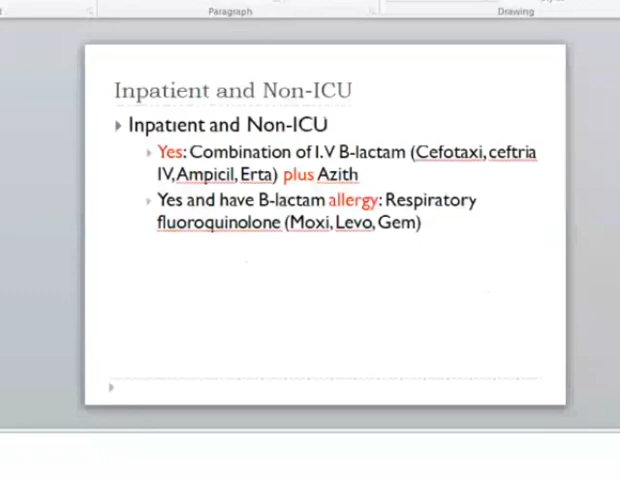 Paragraph
Drawing
Inpatient and Non-ICU
Inpatient and Non-ICU
Yes: Combination of I.V B-lactam (Cefotaxi, ceftria
IV, Ampicil, Erta) plus Azith
Yes and have B-lactam allergy: Respiratory
fluoroquinolone (Moxi, Levo, Gem)